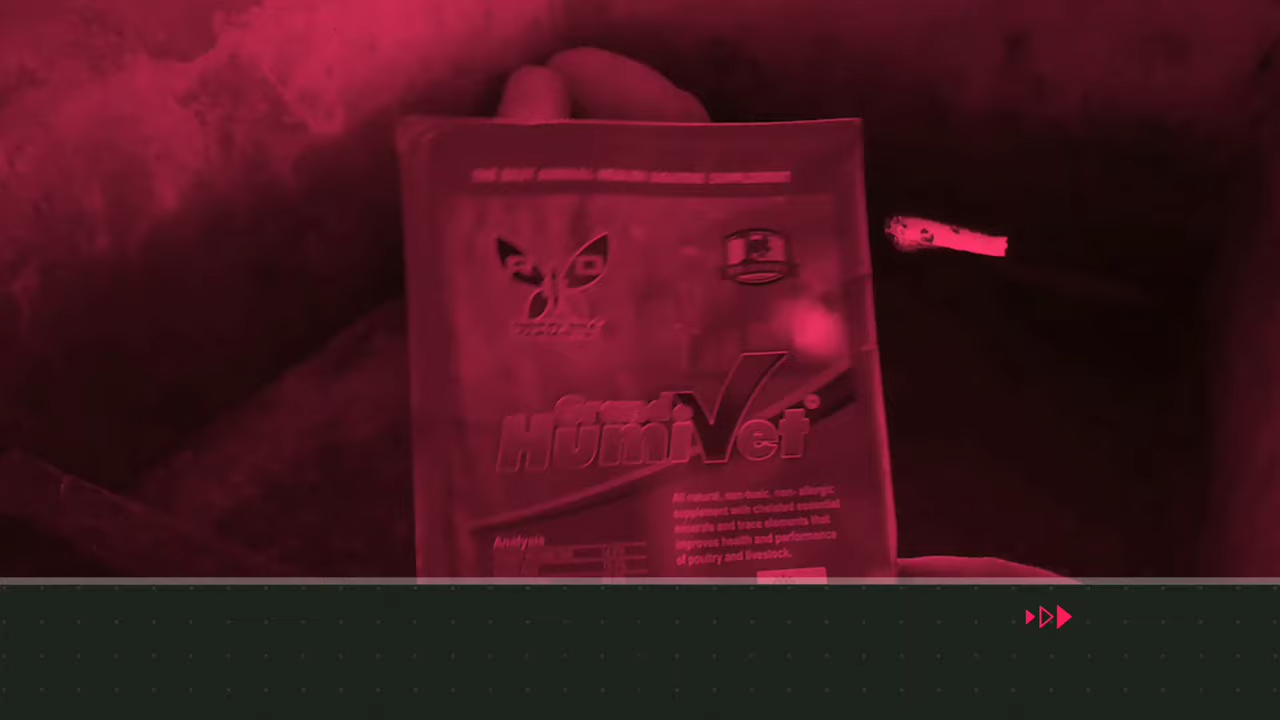 Grand
HumiVet
All natural, non-toxic, non-allergic
supplement with chelated essential
minerals and trace elements that
improves health and performance
of poultry and livestock.
Analysis